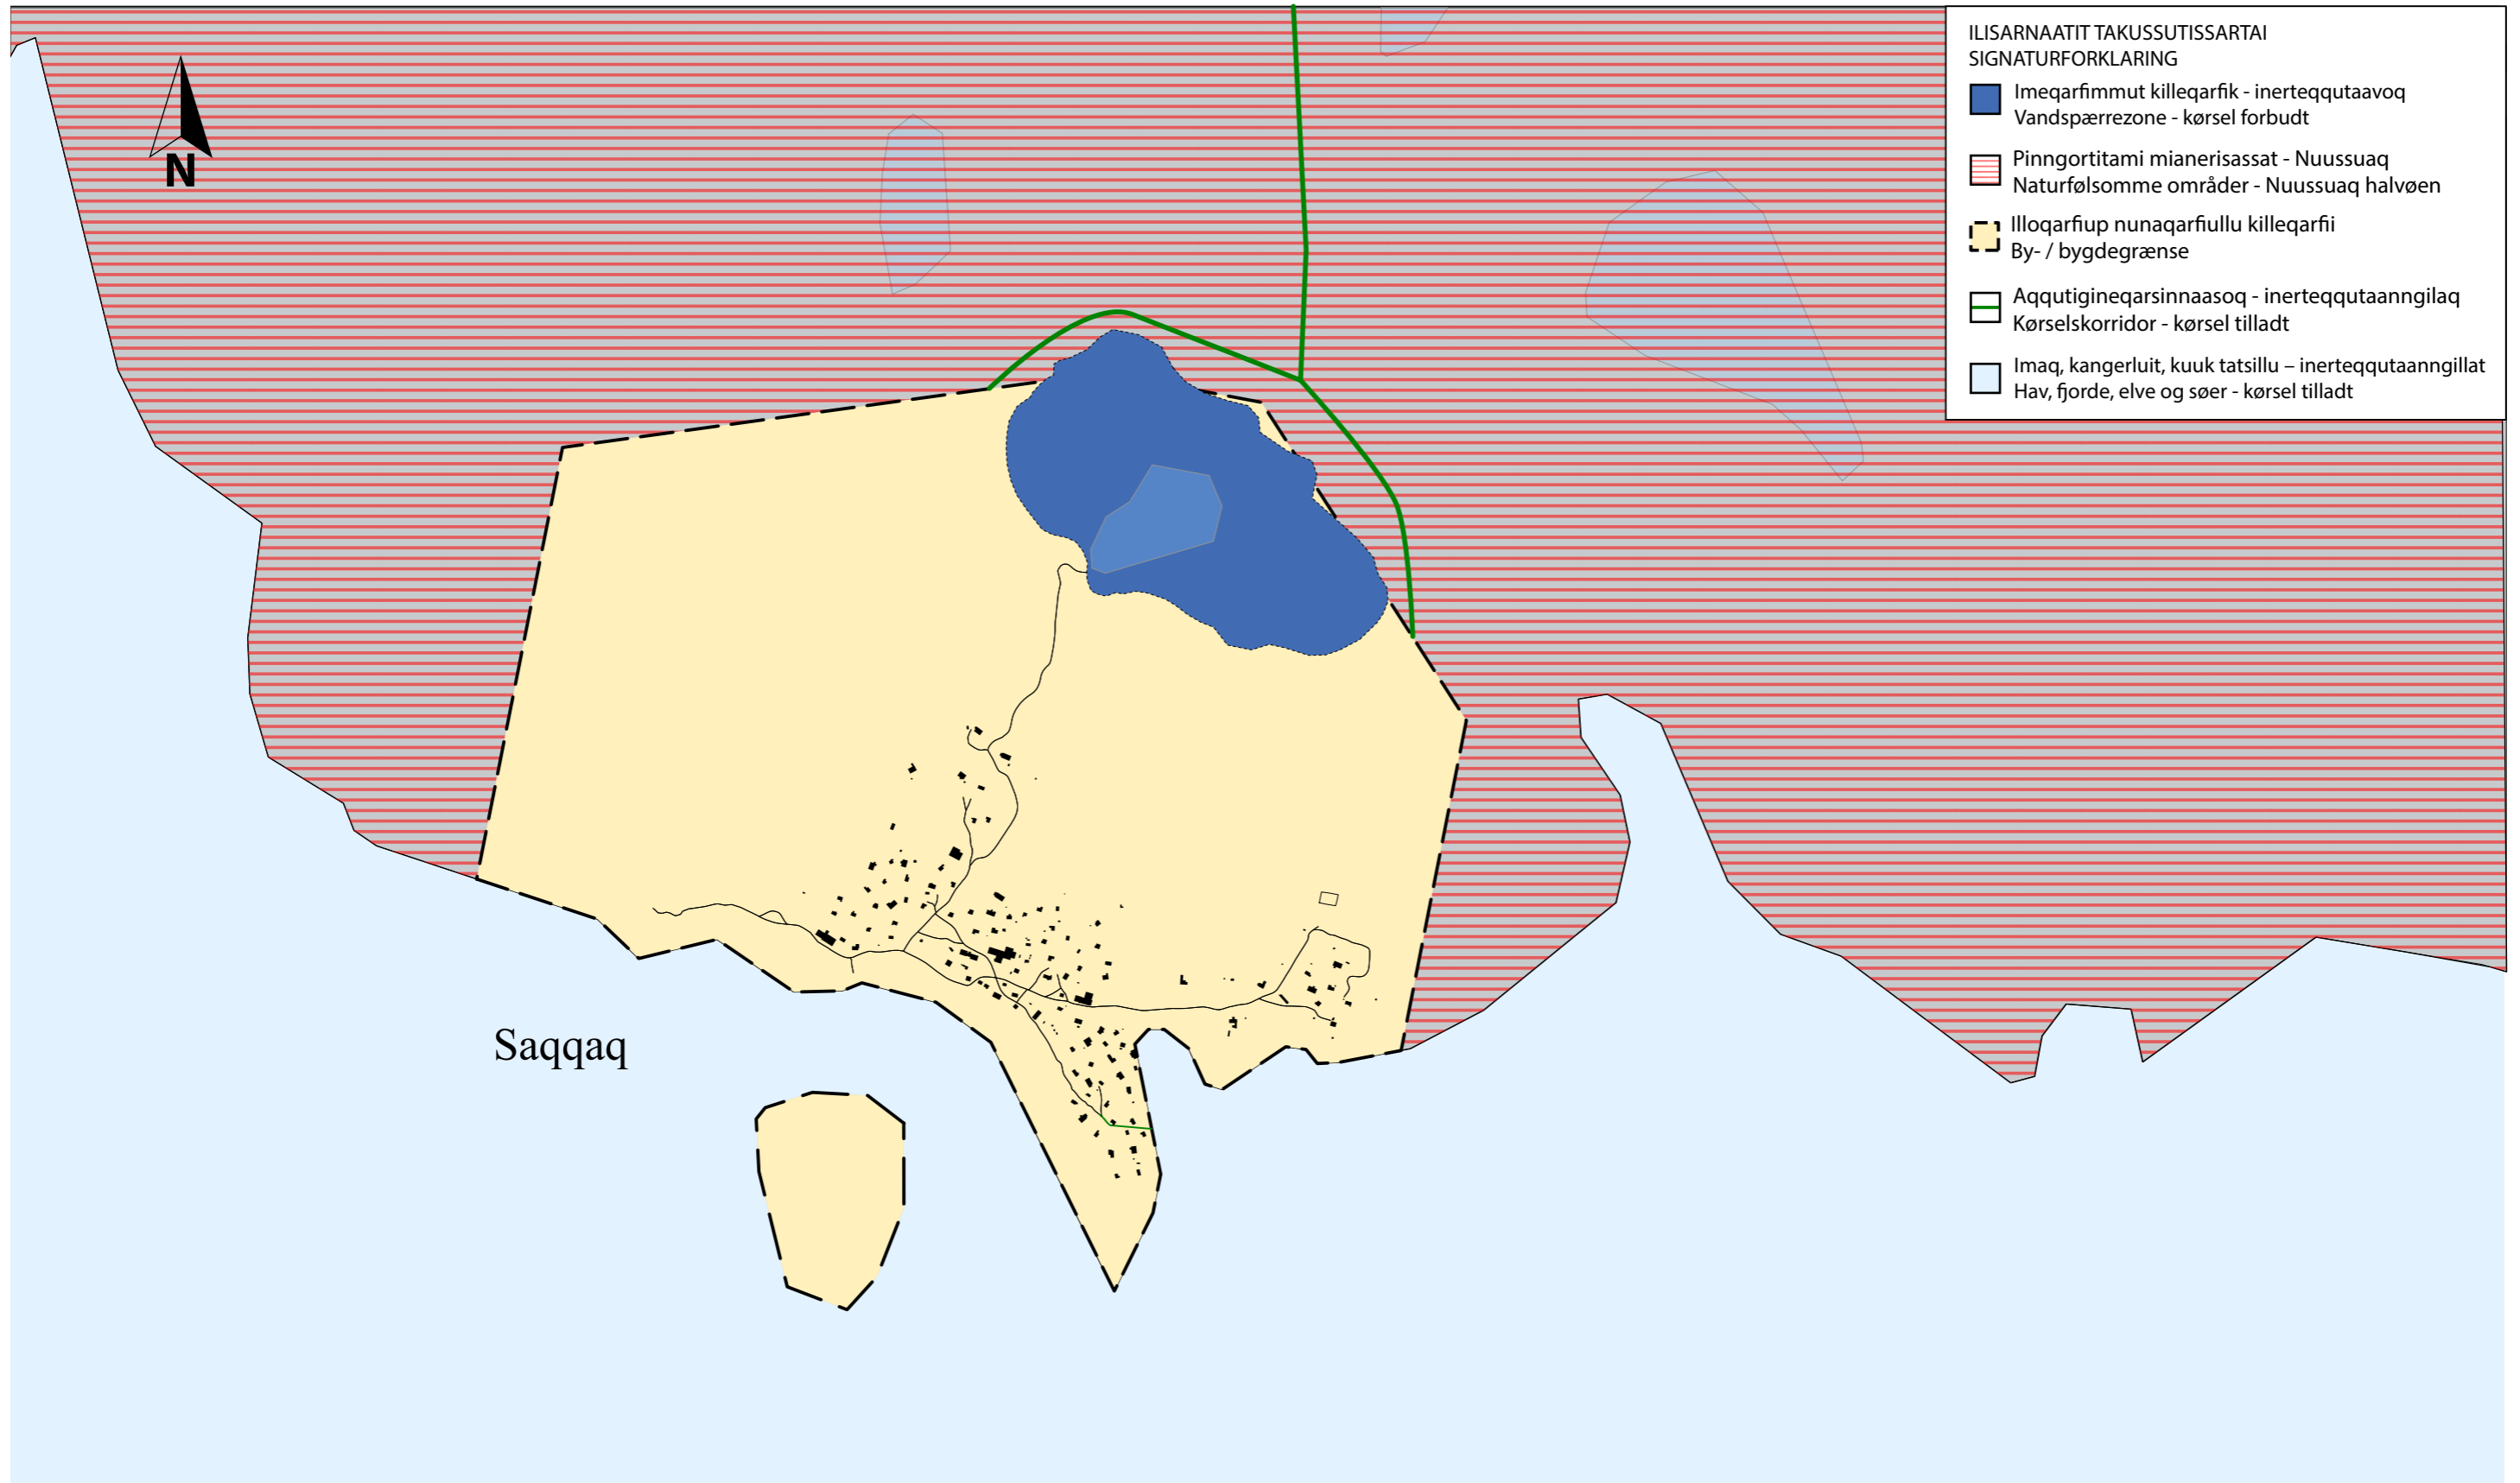 ILISARNAATIT TAKUSSUTISSARTAI
SIGNATURFORKLARING
Imeqarfimmut killeqarfik - inerteqqutaavoq
Vandspærrezone - kørsel forbudt
Pinngortitami mianerisassat - Nuussuaq
Naturfølsomme områder - Nuussuaq halvøen
Illoqarfiup nunaqarfiullu killeqarfii
By- / bygdegrænse
Aqqutigineqarsinnaasoq - inerteqqutaanngilaq
Kørselskorridor - kørsel tilladt
Imaq, kangerluit, kuuk tatsillu – inerteqqutaanngillat
Hav, fjorde, elve og søer - kørsel tilladt
N
Saqqaq